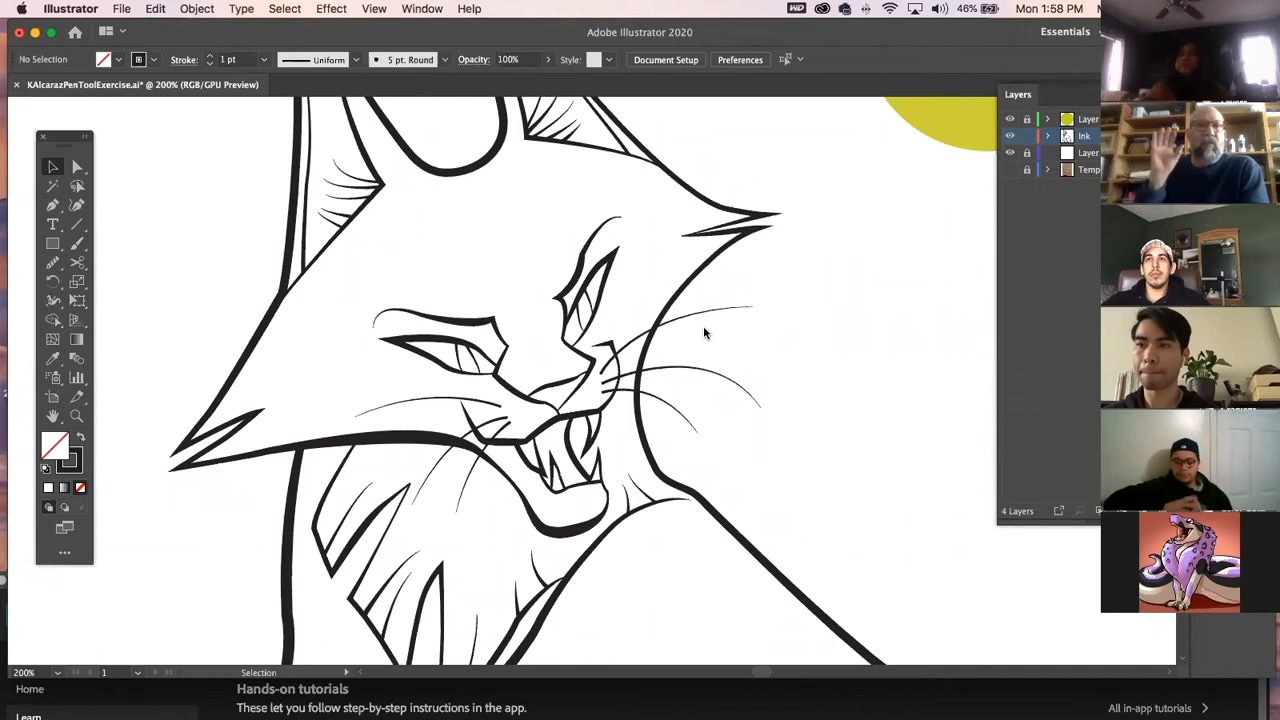 Illustrator File Edit Object Type Select Effect View Window Help
46% Mon 1:58 PM
Adobe Illustrator 2020
Essentials
No Selection Stroke: 1 pt Uniform 5 pt. Round Opacity: 100% Style: Document Setup Preferences
× KAlcarazPenToolExercise.ai* @ 200% (RGB/GPU Preview)
Layers
Layer
Ink
Layer
Temp
4 Layers
200% 1 Selection
Home
Hands-on tutorials
These let you follow step-by-step instructions in the app.
All in-app tutorials
Learn